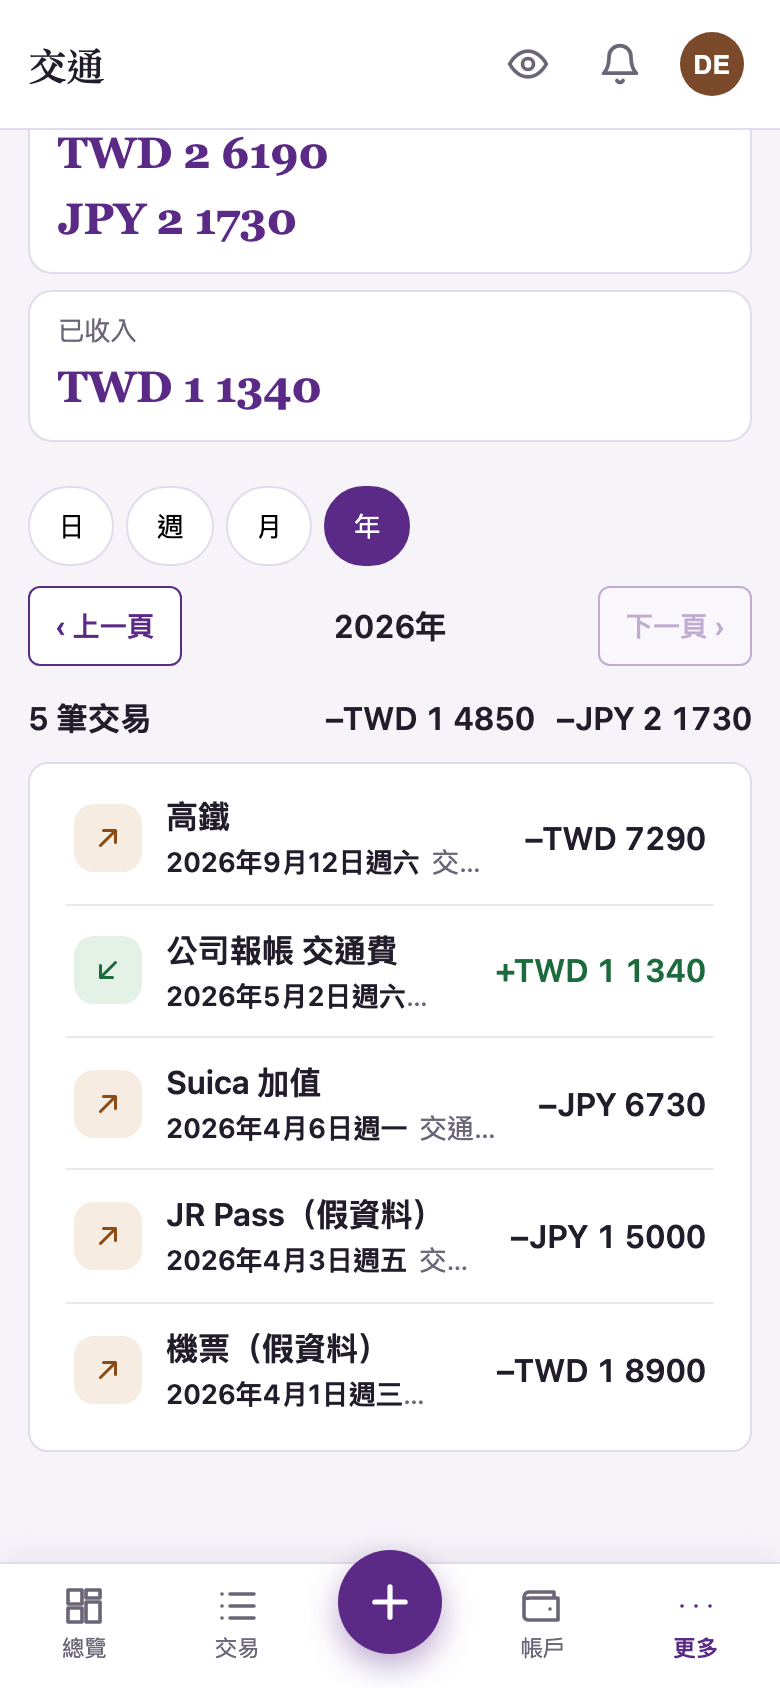 交通
DE
TWD 2 6190
JPY 2 1730
已收入
TWD 1 1340
日 週 月 年
‹ 上一頁 2026年 下一頁 ›
5 筆交易 –TWD 1 4850 –JPY 2 1730
高鐵
2026年9月12日週六 交... –TWD 7290
公司報帳 交通費
2026年5月2日週六... +TWD 1 1340
Suica 加值
2026年4月6日週一 交通... –JPY 6730
JR Pass（假資料）
2026年4月3日週五 交... –JPY 1 5000
機票（假資料）
2026年4月1日週三... –TWD 1 8900
總覽 交易 帳戶 更多